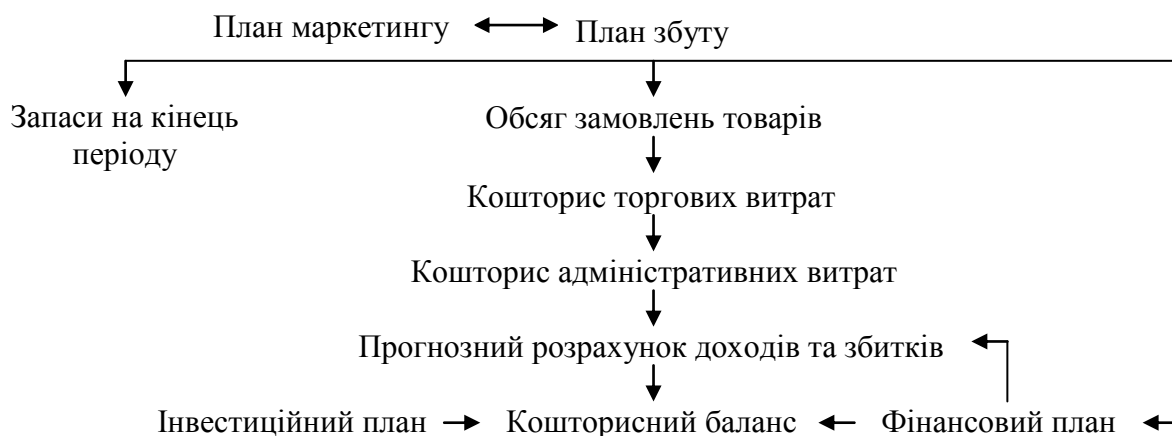 План маркетингу План збуту
Запаси на кінець
періоду
Обсяг замовлень товарів
Кошторис торгових витрат
Кошторис адміністративних витрат
Прогнозний розрахунок доходів та збитків
Інвестиційний план Кошторисний баланс Фінансовий план